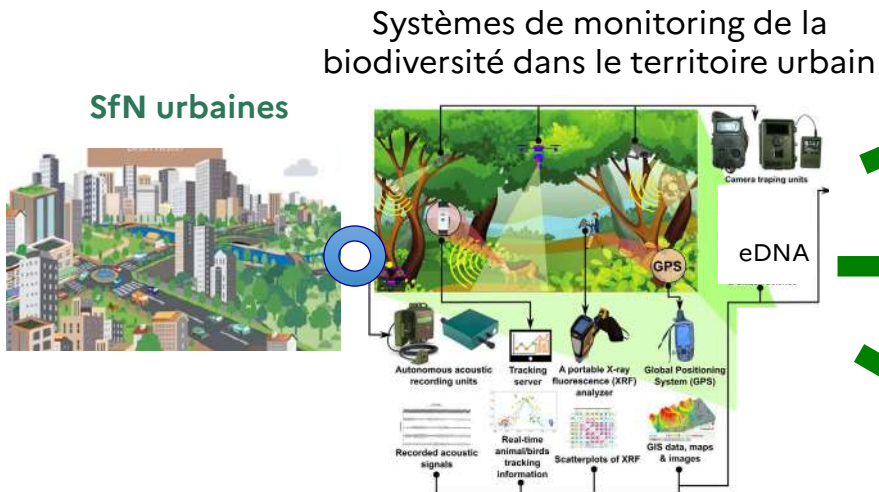 Systèmes de monitoring de la
biodiversité dans le territoire urbain
SfN urbaines
Camera traping units
eDNA
GPS
Autonomous acoustic
recording units
Tracking
server
A portable X-ray
fluorescence (XRF)
analyzer
Global Positioning
System (GPS)
Recorded acoustic
signals
Real-time
animal/birds
tracking
information
Scatterplots of XRF
GIS data, maps
& images